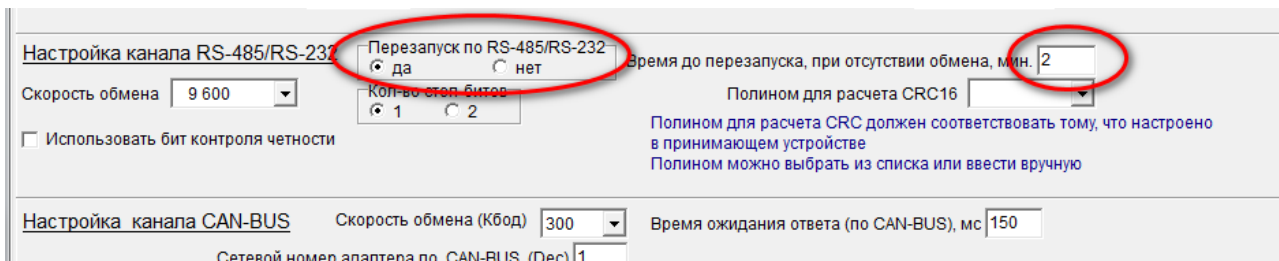 Настройка канала RS-485/RS-232
Перезапуск по RS-485/RS-232
да нет
Время до перезапуска, при отсутствии обмена, мин. 2
Скорость обмена 9 600
Кол-во стоп-битов
1 2
Полином для расчета CRC16
Использовать бит контроля четности
Полином для расчета CRC должен соответствовать тому, что настроено
в принимающем устройстве
Полином можно выбрать из списка или ввести вручную
Настройка канала CAN-BUS
Скорость обмена (Кбод) 300
Время ожидания ответа (по CAN-BUS), мс 150
Сетевой номер адаптера по CAN-BUS (Dec) 1